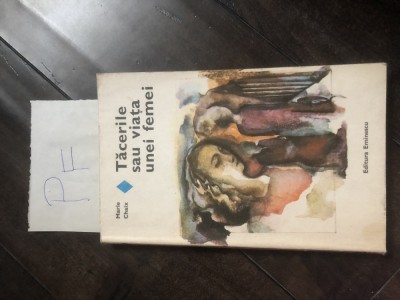 Marie
Chaix
Tăcerile
sau viața
unei femei
Editura Eminescu
PF